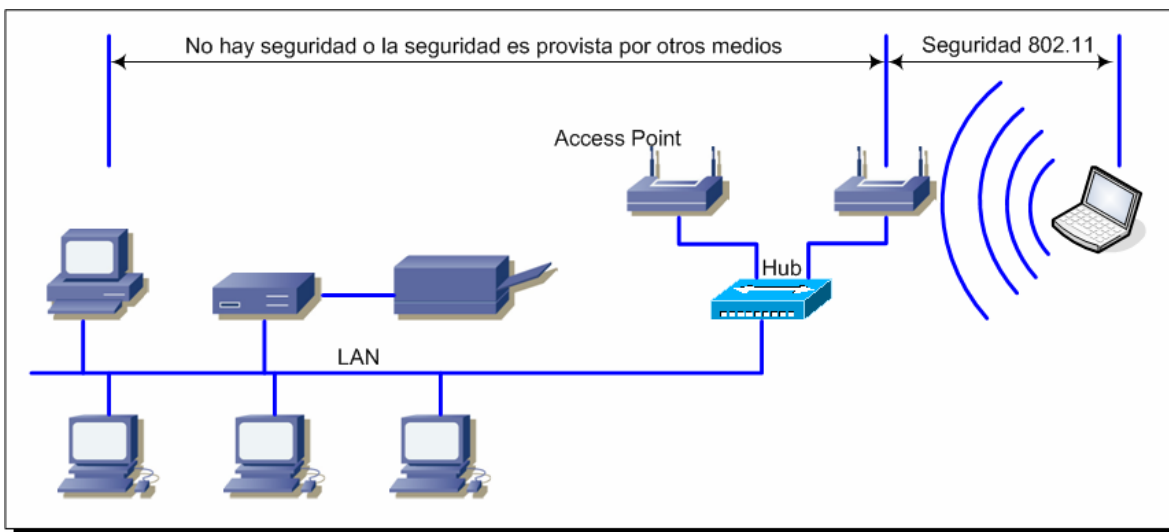 No hay seguridad o la seguridad es provista por otros medios
Seguridad 802.11
Access Point
Hub
LAN